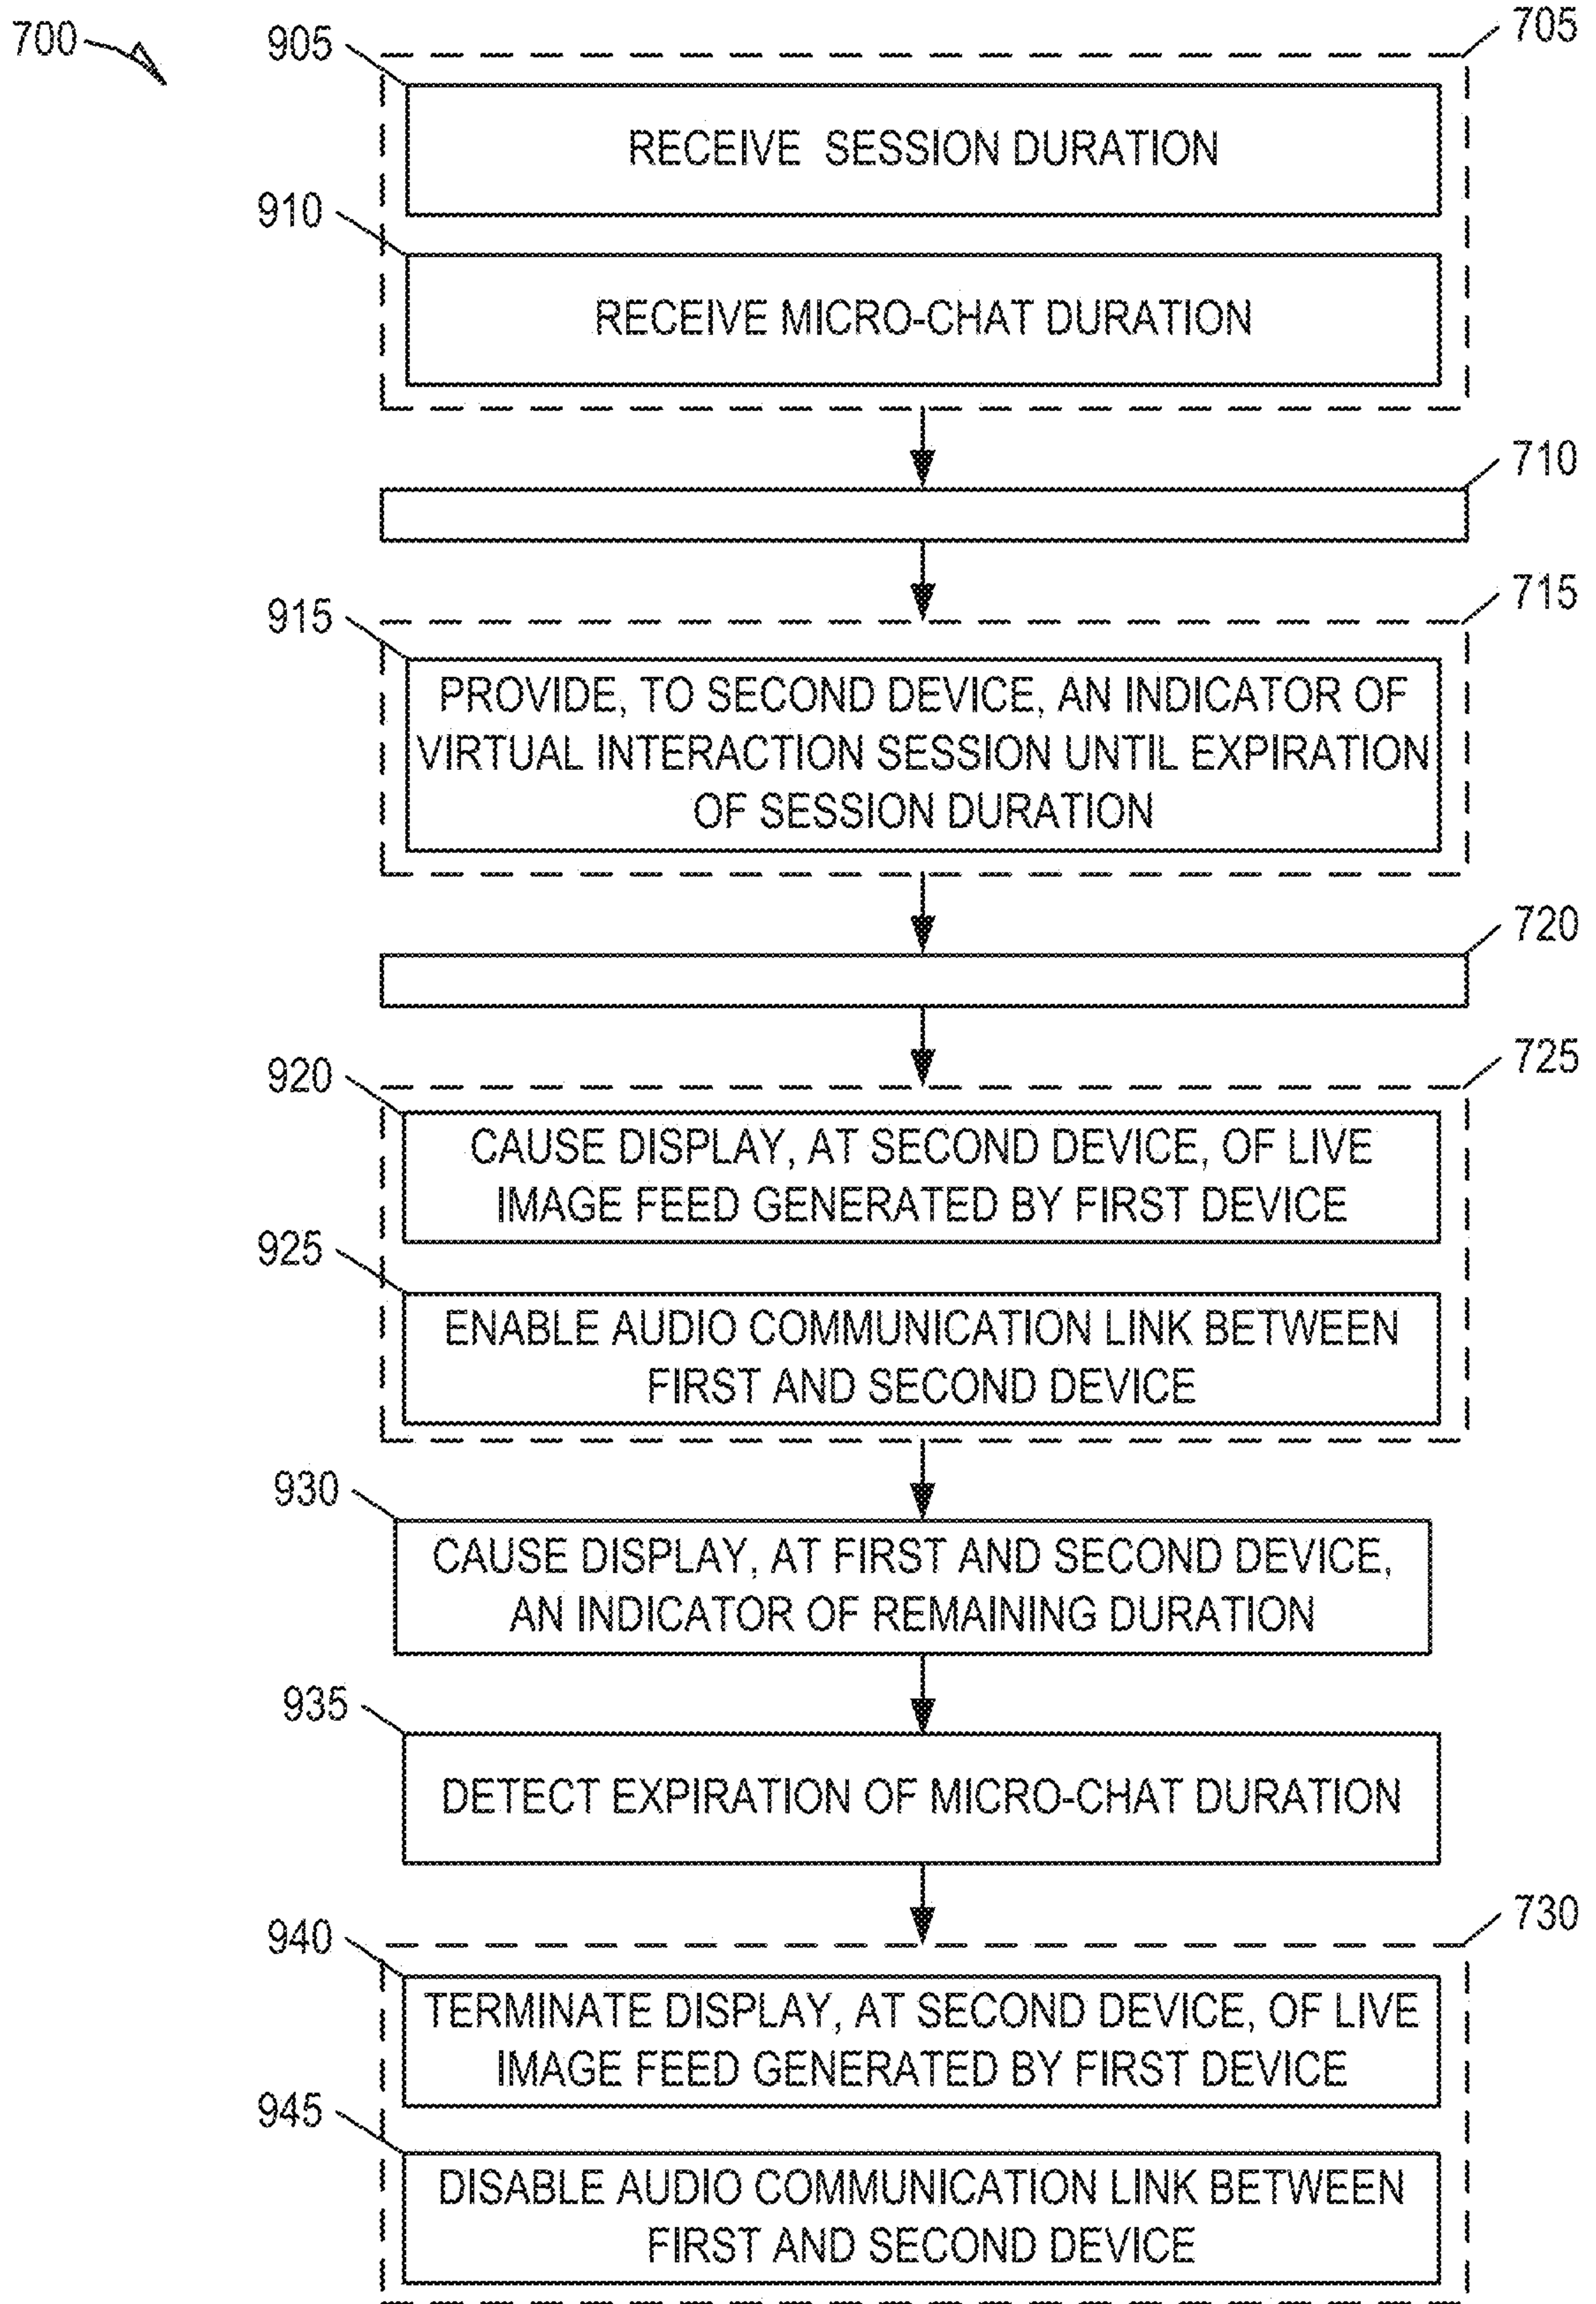 700
905
705
RECEIVE SESSION DURATION
910
RECEIVE MICRO-CHAT DURATION
710
915
715
PROVIDE, TO SECOND DEVICE, AN INDICATOR OF
VIRTUAL INTERACTION SESSION UNTIL EXPIRATION
OF SESSION DURATION
720
920
725
CAUSE DISPLAY, AT SECOND DEVICE, OF LIVE
IMAGE FEED GENERATED BY FIRST DEVICE
925
ENABLE AUDIO COMMUNICATION LINK BETWEEN
FIRST AND SECOND DEVICE
930
CAUSE DISPLAY, AT FIRST AND SECOND DEVICE,
AN INDICATOR OF REMAINING DURATION
935
DETECT EXPIRATION OF MICRO-CHAT DURATION
940
730
TERMINATE DISPLAY, AT SECOND DEVICE, OF LIVE
IMAGE FEED GENERATED BY FIRST DEVICE
945
DISABLE AUDIO COMMUNICATION LINK BETWEEN
FIRST AND SECOND DEVICE